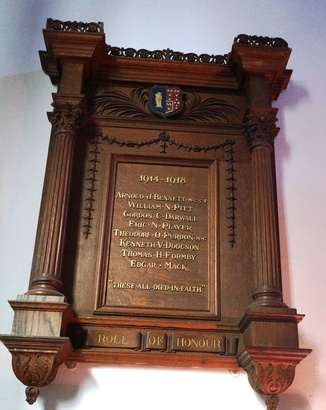 1914–1918
Arnold·J·Bennett
William·N·Pitt
Gordon·C·Darwall
Eric·N·Player
Theodore·O·Purdon·M·C
Kenneth·V·Dodgson
Thomas·H·Formby
Edgar·Mack
"These·all·died·in·faith"
ROLL OF HONOUR